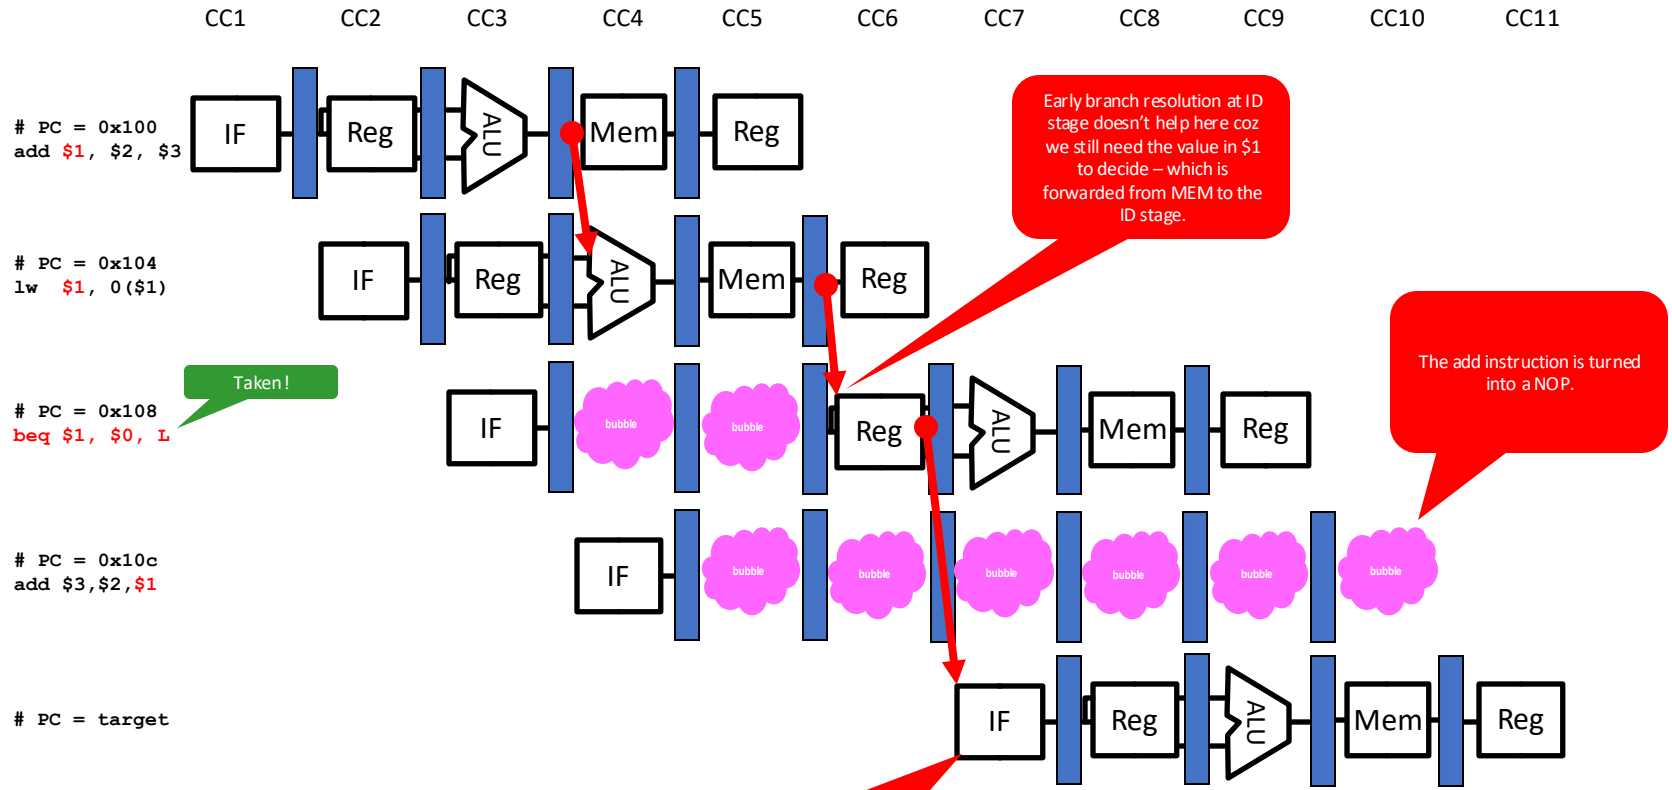 CC1 CC2 CC3 CC4 CC5 CC6 CC7 CC8 CC9 CC10 CC11
# PC = 0x100
add $1, $2, $3
IF Reg ALU Mem Reg
Early branch resolution at ID
stage doesn't help here coz
we still need the value in $1
to decide – which is
forwarded from MEM to the
ID stage.
# PC = 0x104
lw $1, 0($1)
IF Reg ALU Mem Reg
The add instruction is turned
into a NOP.
Taken!
# PC = 0x108
beq $1, $0, L
IF bubble bubble Reg ALU Mem Reg
# PC = 0x10c
add $3,$2,$1
IF bubble bubble bubble bubble bubble bubble
# PC = target
IF Reg ALU Mem Reg